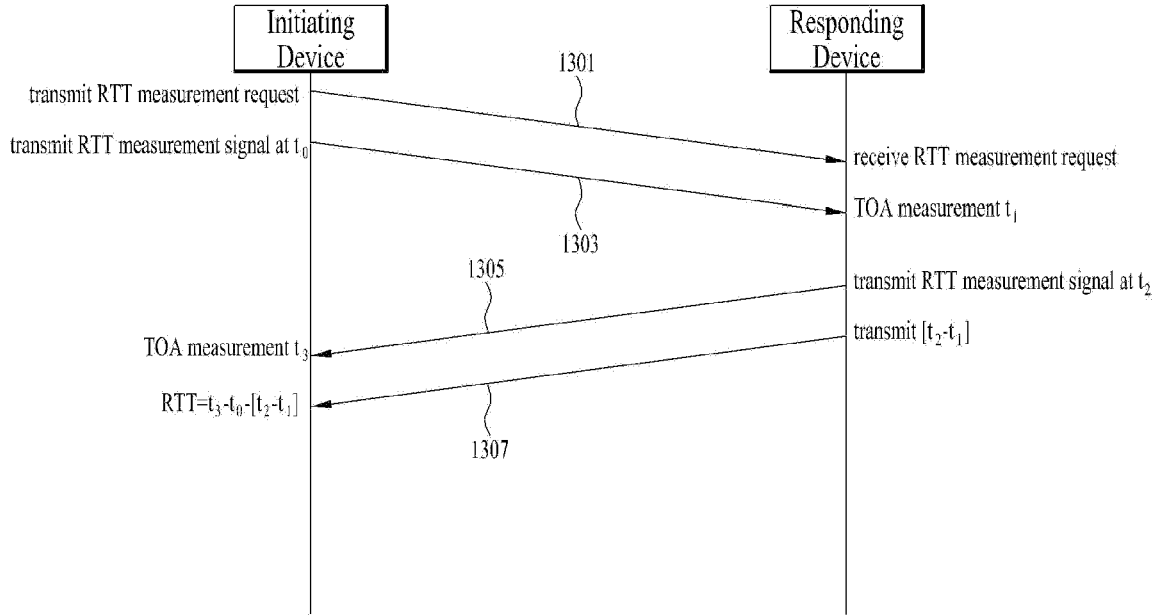 Initiating
Device
Responding
Device
1301
transmit RTT measurement request
transmit RTT measurement signal at t₀
receive RTT measurement request
TOA measurement t₁
1303
1305
transmit RTT measurement signal at t₂
transmit [t₂-t₁]
TOA measurement t₃
RTT=t₃-t₀-[t₂-t₁]
1307